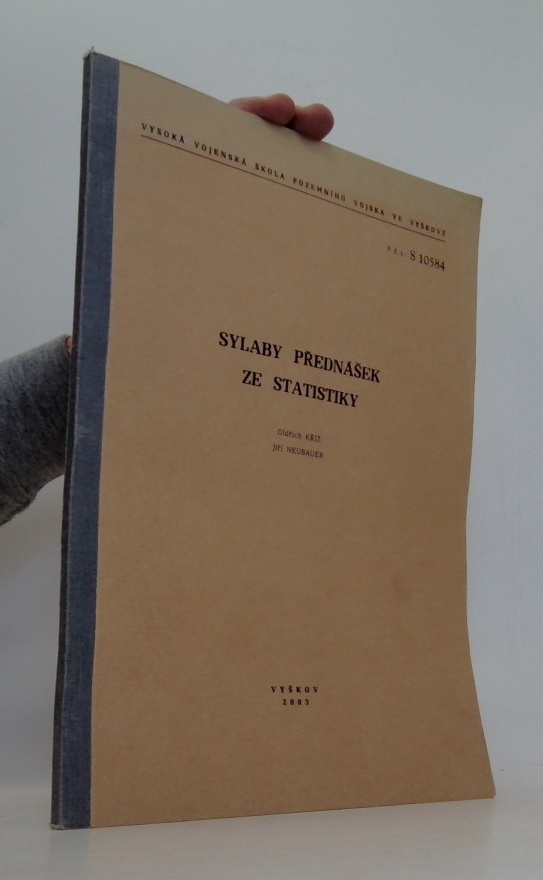 VYSOKÁ VOJENSKÁ ŠKOLA POZEMNÍHO VOJSKA VE VYŠKOVĚ
P.Č.L. S 10584
SYLABY PŘEDNÁŠEK
ZE STATISTIKY
Oldřich KŘÍŽ
Jiří NEUBAUER
VYŠKOV
2003